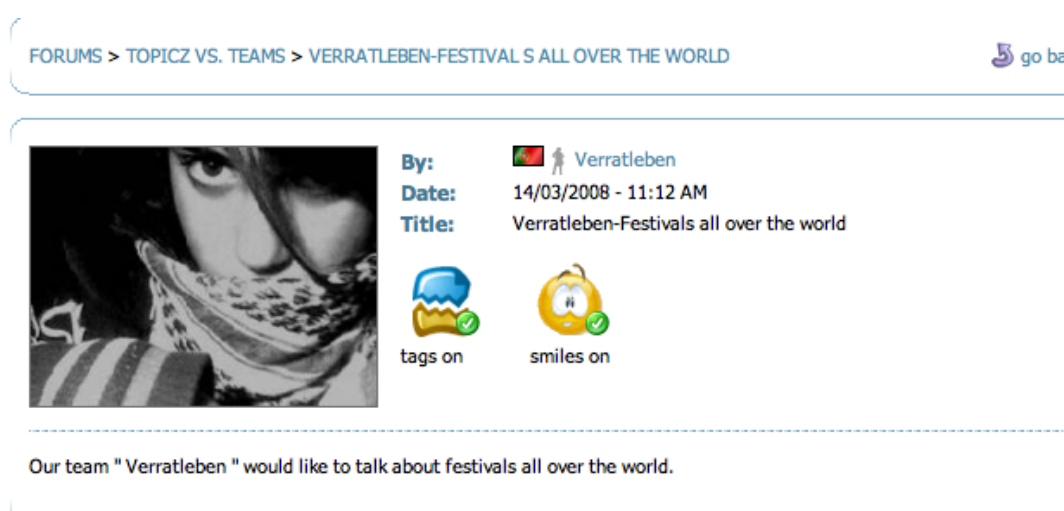 FORUMS > TOPICZ VS. TEAMS > VERRATLEBEN-FESTIVAL S ALL OVER THE WORLD
go ba
By: Verratleben
Date: 14/03/2008 - 11:12 AM
Title: Verratleben-Festivals all over the world
tags on smiles on
Our team " Verratleben " would like to talk about festivals all over the world.